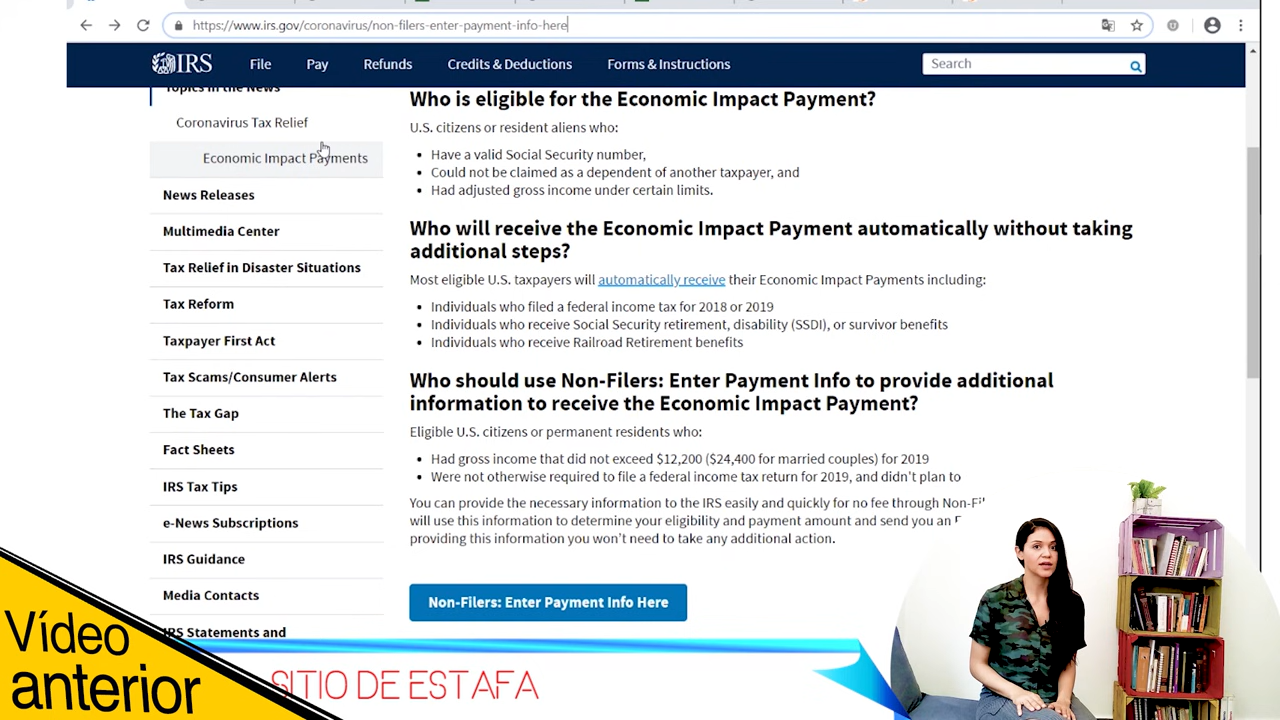 https://www.irs.gov/coronavirus/non-filers-enter-payment-info-here
IRS
File
Pay
Refunds
Credits & Deductions
Forms & Instructions
Search
Topics in the News
Coronavirus Tax Relief
Economic Impact Payments
News Releases
Multimedia Center
Tax Relief in Disaster Situations
Tax Reform
Taxpayer First Act
Tax Scams/Consumer Alerts
The Tax Gap
Fact Sheets
IRS Tax Tips
e-News Subscriptions
IRS Guidance
Media Contacts
IRS Statements and
Who is eligible for the Economic Impact Payment?
U.S. citizens or resident aliens who:
• Have a valid Social Security number,
• Could not be claimed as a dependent of another taxpayer, and
• Had adjusted gross income under certain limits.
Who will receive the Economic Impact Payment automatically without taking
additional steps?
Most eligible U.S. taxpayers will automatically receive their Economic Impact Payments including:
• Individuals who filed a federal income tax for 2018 or 2019
• Individuals who receive Social Security retirement, disability (SSDI), or survivor benefits
• Individuals who receive Railroad Retirement benefits
Who should use Non-Filers: Enter Payment Info to provide additional
information to receive the Economic Impact Payment?
Eligible U.S. citizens or permanent residents who:
• Had gross income that did not exceed $12,200 ($24,400 for married couples) for 2019
• Were not otherwise required to file a federal income tax return for 2019, and didn't plan to
You can provide the necessary information to the IRS easily and quickly for no fee through
will use this information to determine your eligibility and payment amount and send you an
providing this information you won't need to take any additional action.
Non-Filers: Enter Payment Info Here
Vídeo
anterior
SITIO DE ESTAFA